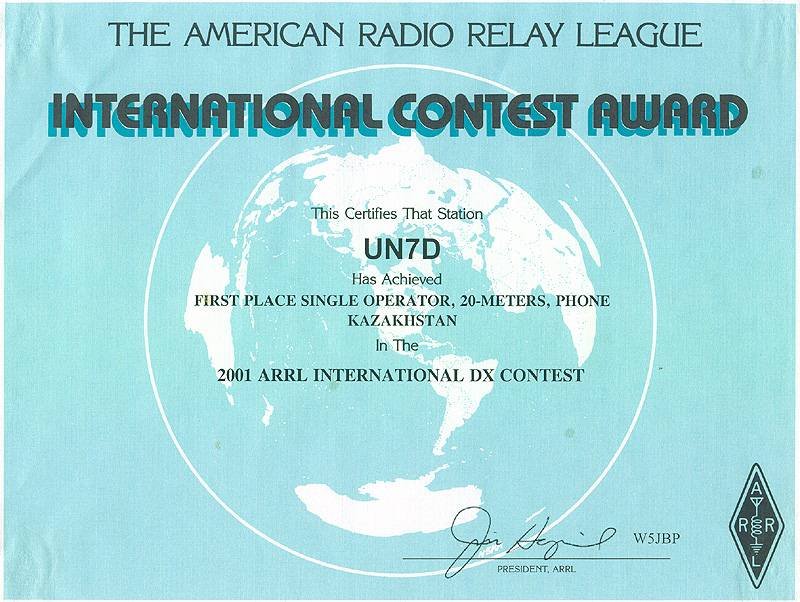 THE AMERICAN RADIO RELAY LEAGUE
INTERNATIONAL CONTEST AWARD
This Certifies That Station
UN7D
Has Achieved
FIRST PLACE SINGLE OPERATOR, 20-METERS, PHONE
KAZAKHSTAN
In The
2001 ARRL INTERNATIONAL DX CONTEST
W5JBP
PRESIDENT, ARRL
A
R R
L